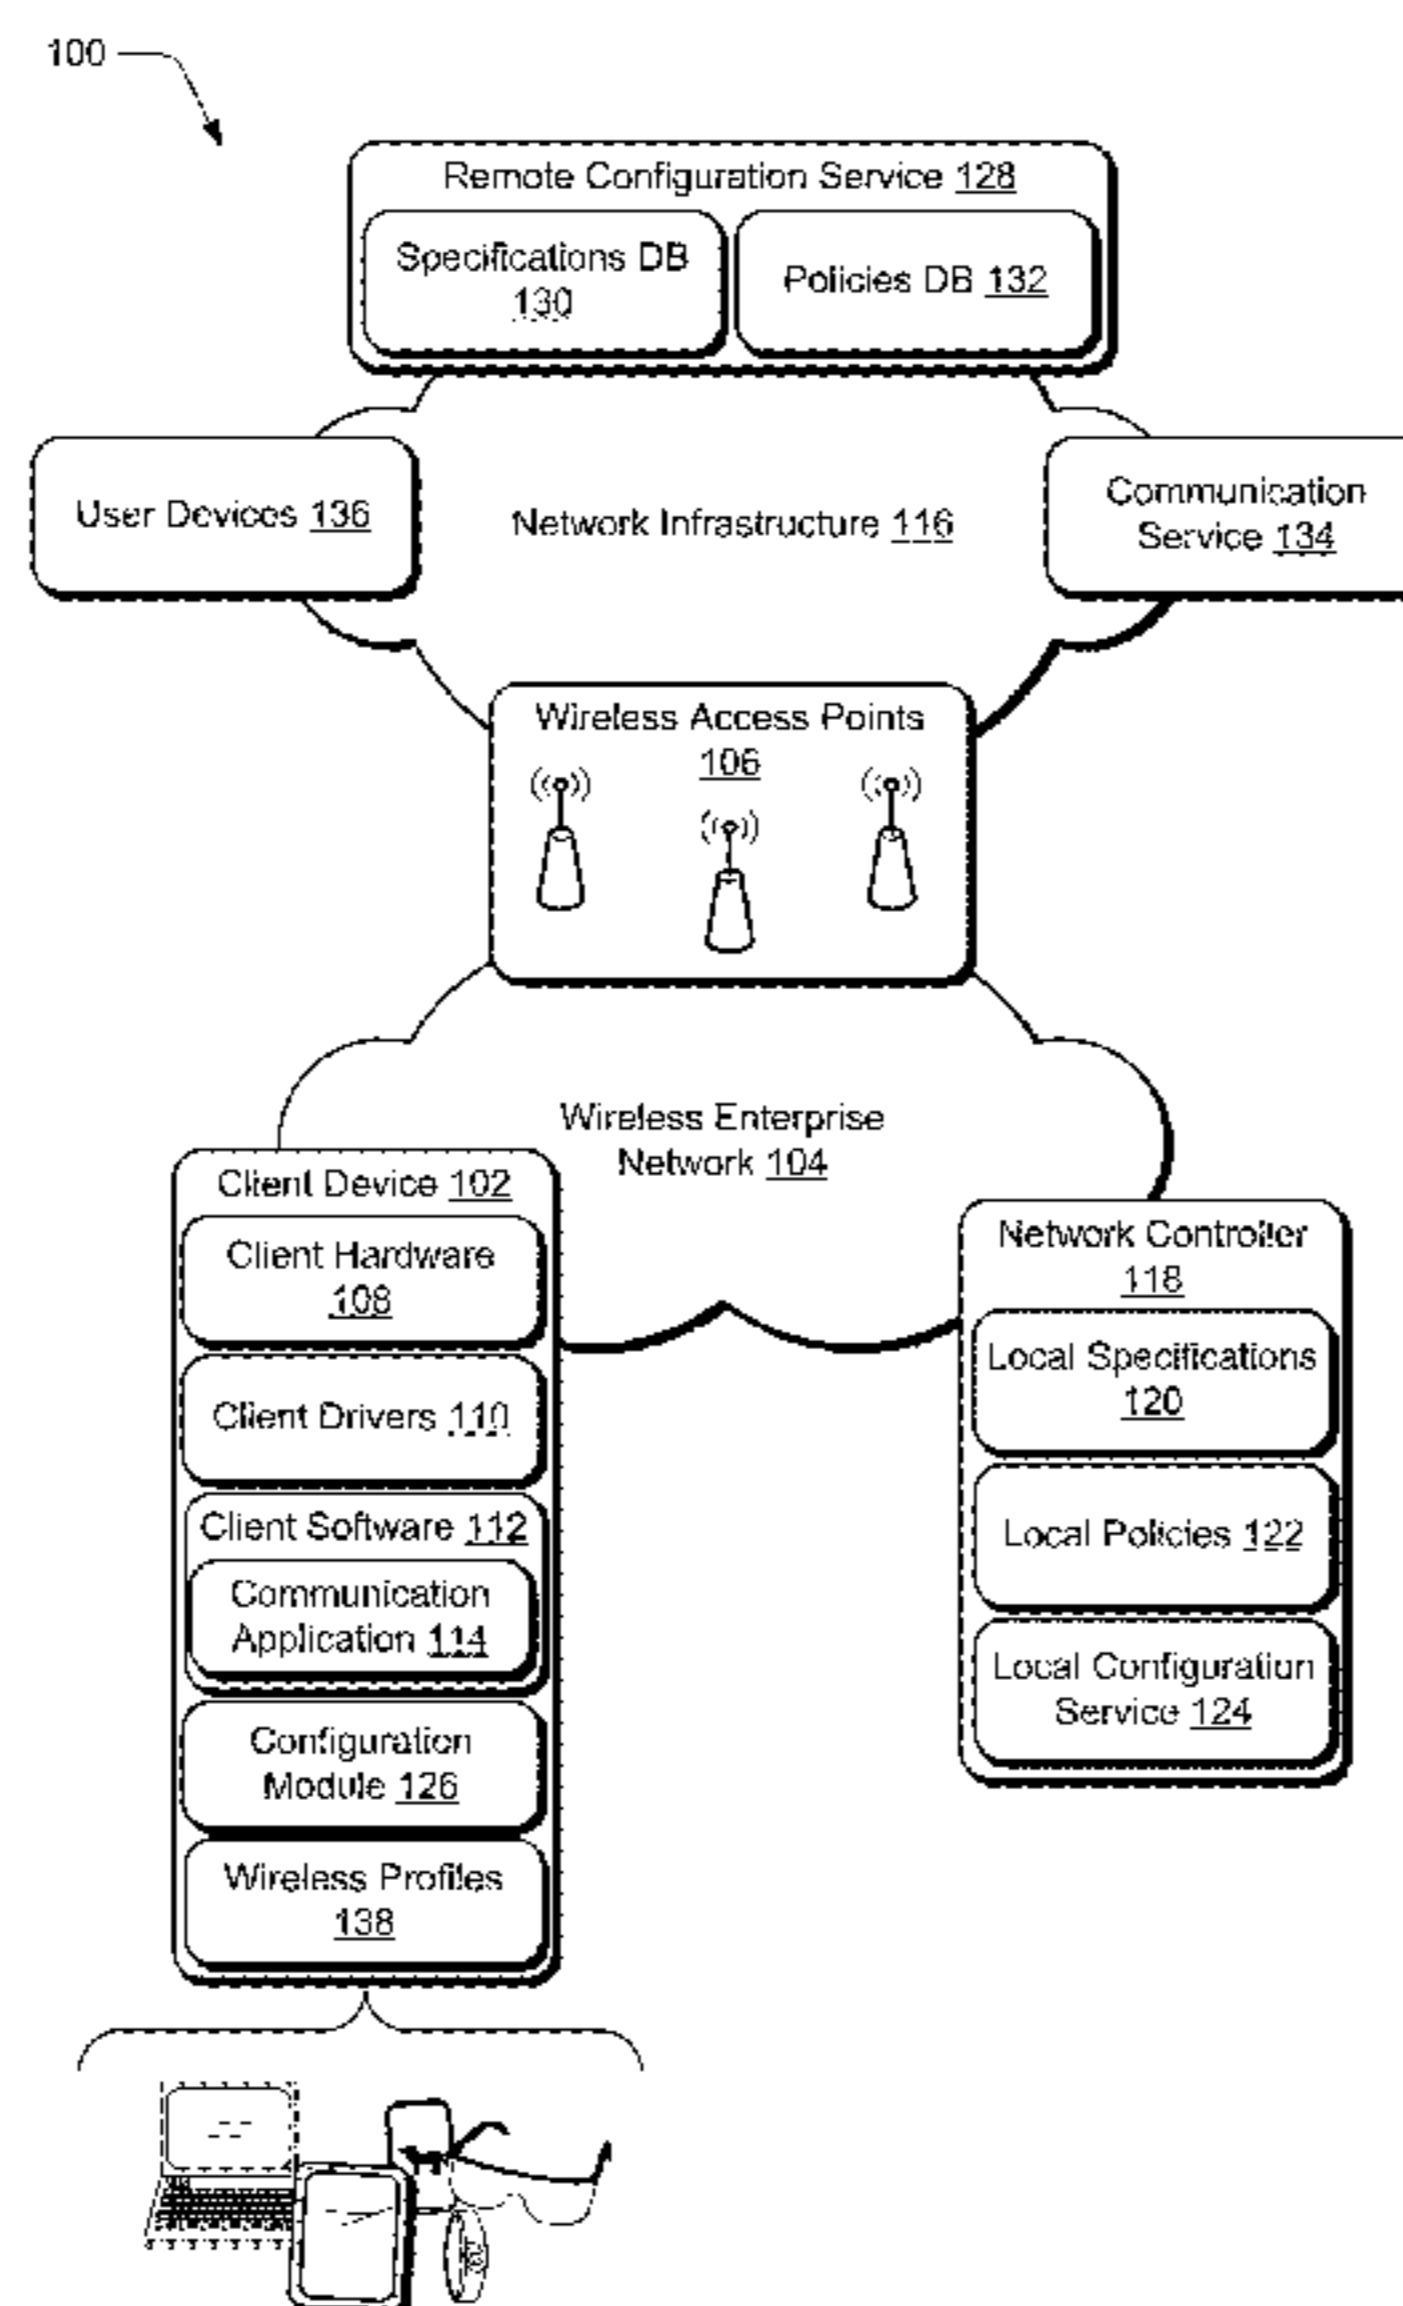 100
Remote Configuration Service 128
Specifications DB
130
Policies DB 132
User Devices 136
Network Infrastructure 116
Communication
Service 134
Wireless Access Points
106
Wireless Enterprise
Network 104
Client Device 102
Client Hardware
108
Client Drivers 110
Client Software 112
Communication
Application 114
Configuration
Module 126
Wireless Profiles
138
Network Controller
118
Local Specifications
120
Local Policies 122
Local Configuration
Service 124